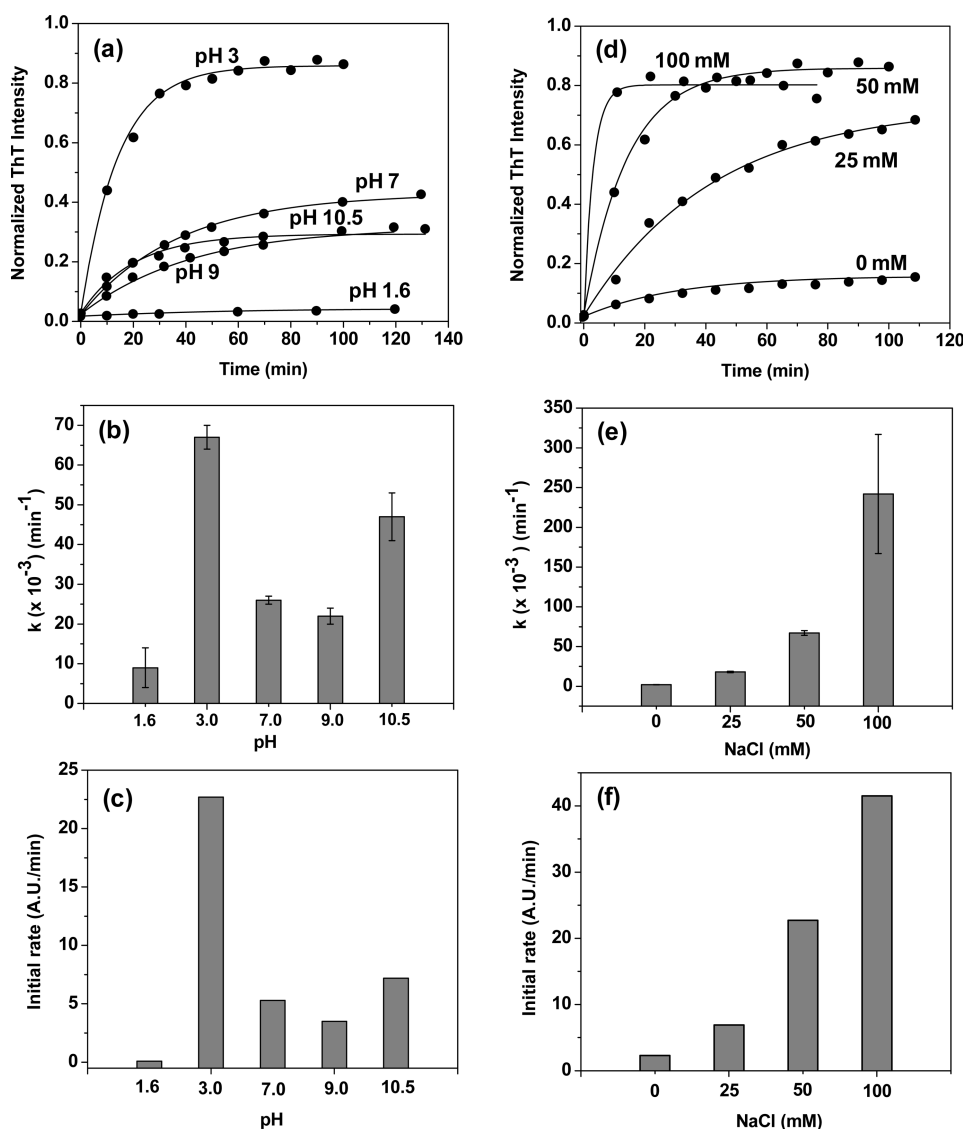 (a)
Normalized ThT Intensity
1.0
0.8
0.6
0.4
0.2
0.0
pH 3
pH 7
pH 10.5
pH 9
pH 1.6
0 20 40 60 80 100 120 140
Time (min)
(d)
Normalized ThT Intensity
1.0
0.8
0.6
0.4
0.2
0.0
100 mM
50 mM
25 mM
0 mM
0 20 40 60 80 100 120
Time (min)
(b)
k (x 10⁻³) (min⁻¹)
70
60
50
40
30
20
10
0
1.6 3.0 7.0 9.0 10.5
pH
(e)
k (x 10⁻³ ) (min⁻¹)
350
300
250
200
150
100
50
0
0 25 50 100
NaCl (mM)
(c)
Initial rate (A.U./min)
25
20
15
10
5
0
1.6 3.0 7.0 9.0 10.5
pH
(f)
Initial rate (A.U./min)
40
30
20
10
0
0 25 50 100
NaCl (mM)